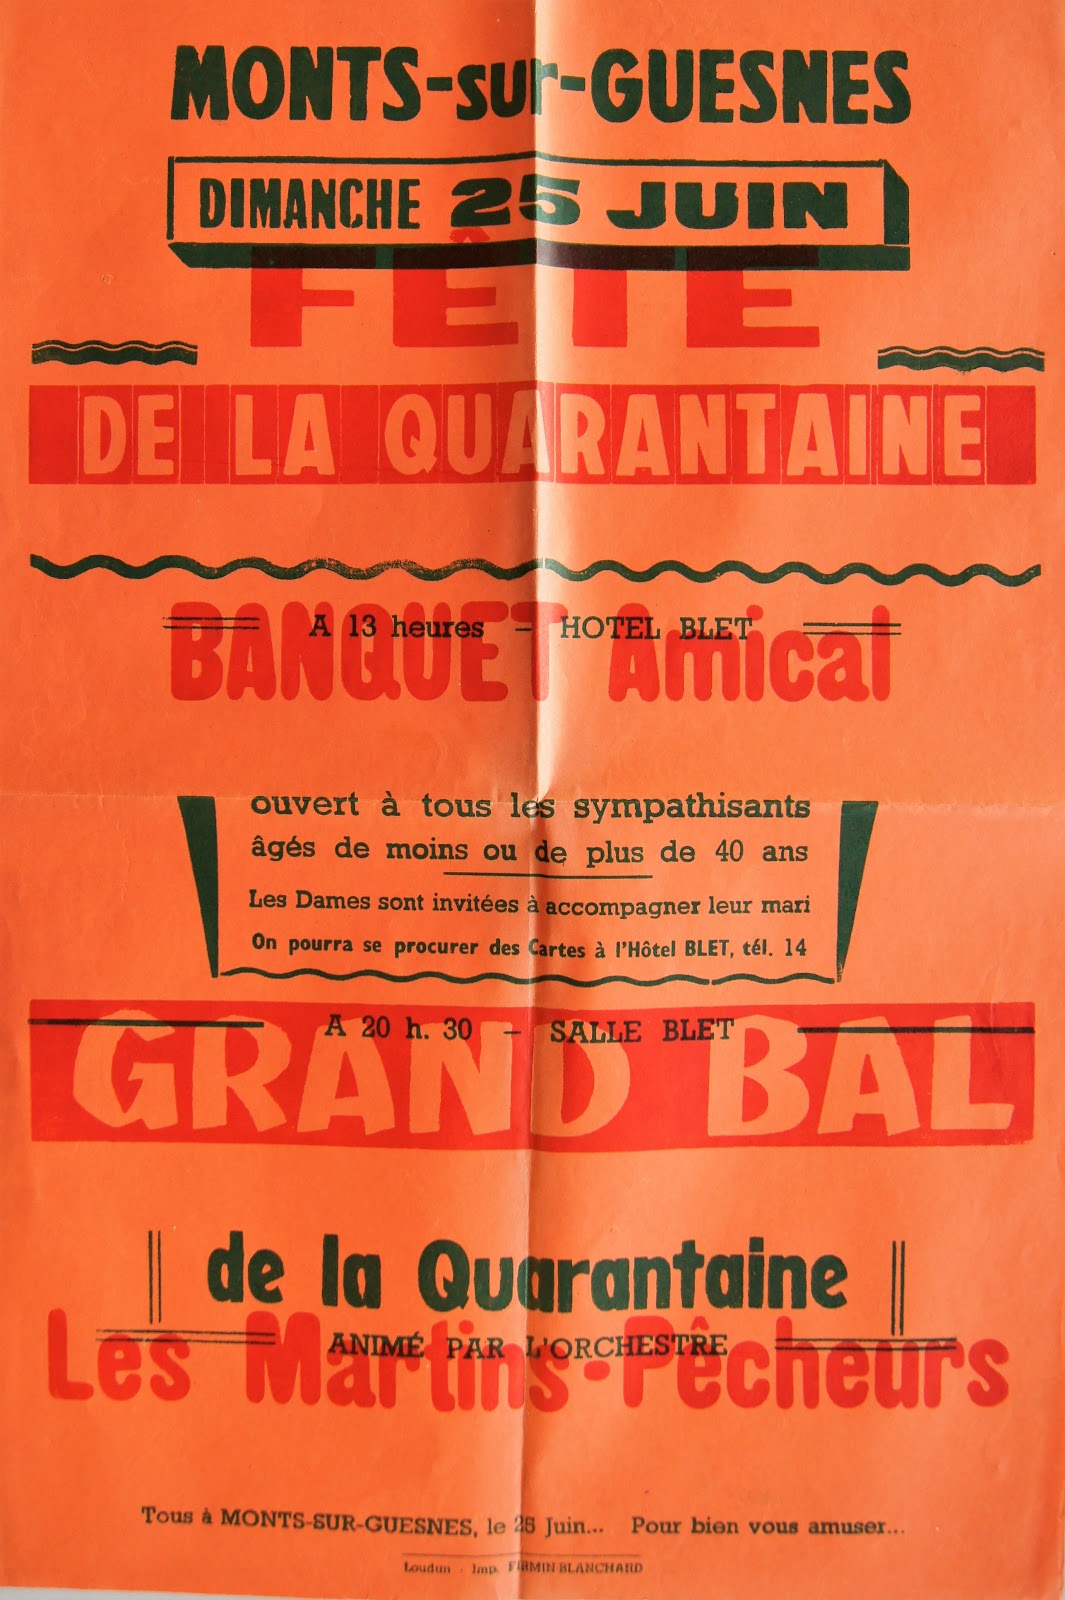 MONTS-sur-GUESNES
DIMANCHE 25 JUIN
FÊTE
DE LA QUARANTAINE
A 13 heures - HOTEL BLET
BANQUET Amical
ouvert à tous les sympathisants
âgés de moins ou de plus de 40 ans
Les Dames sont invitées à accompagner leur mari
On pourra se procurer des Cartes à l'Hôtel BLET, tél. 14
A 20 h. 30 - SALLE BLET
GRAND BAL
de la Quarantaine
ANIMÉ PAR L'ORCHESTRE
Les Martins-Pêcheurs
Tous à MONTS-SUR-GUESNES, le 25 Juin... Pour bien vous amuser...
Loudun - Imp. FIRMIN-BLANCHARD